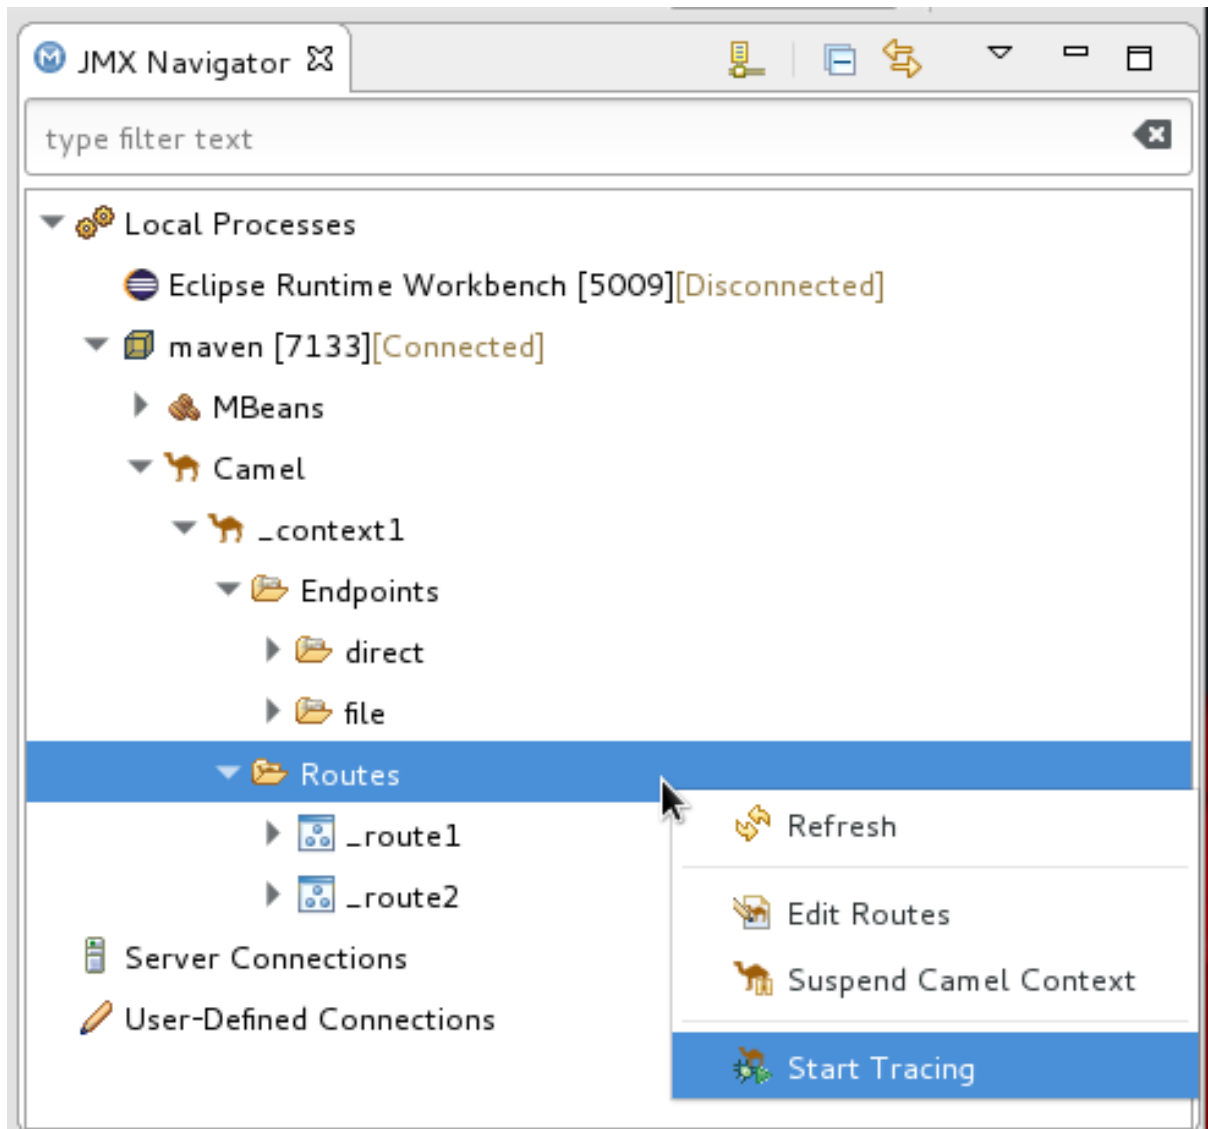 JMX Navigator
type filter text
Local Processes
Eclipse Runtime Workbench [5009][Disconnected]
maven [7133][Connected]
MBeans
Camel
_context1
Endpoints
direct
file
Routes
_route1
_route2
Server Connections
User-Defined Connections
Refresh
Edit Routes
Suspend Camel Context
Start Tracing